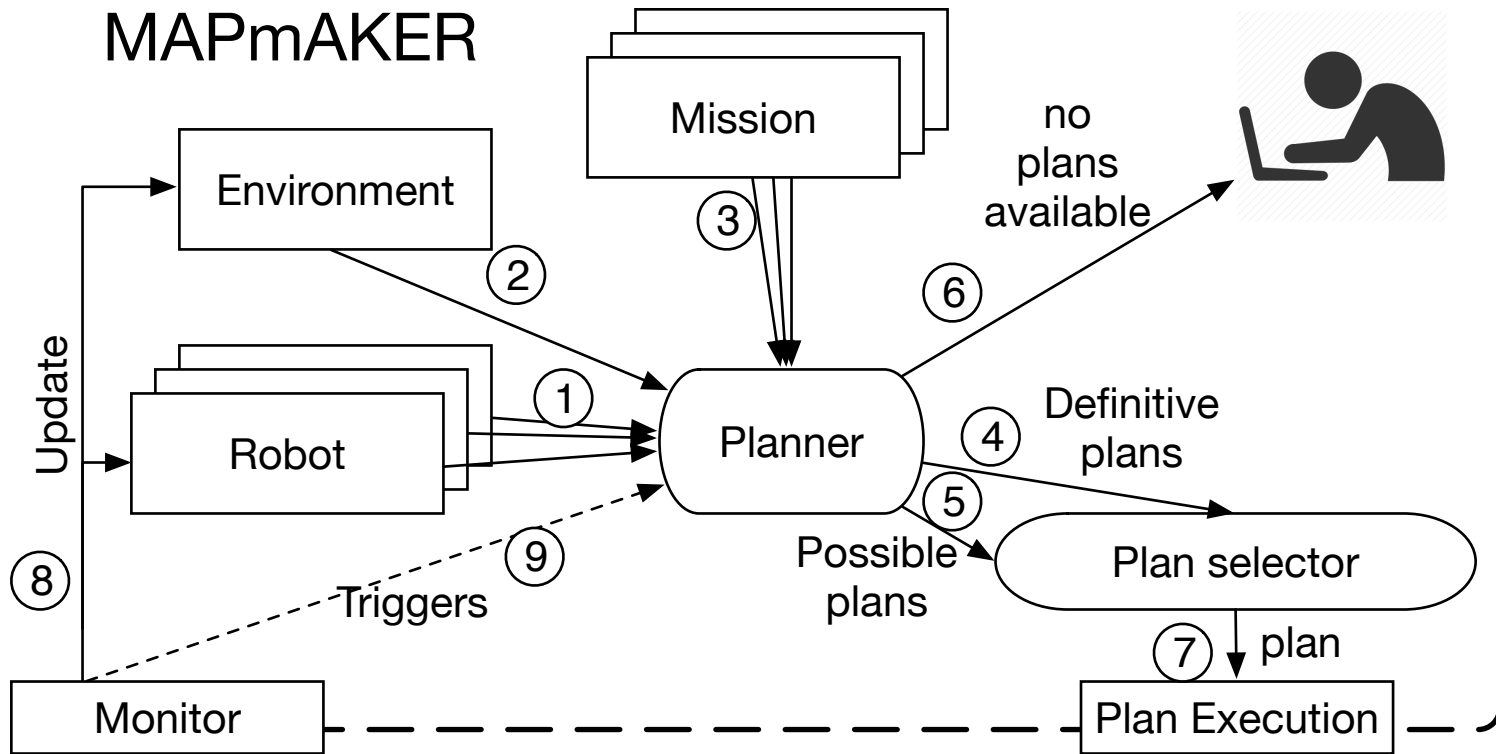 MAPmAKER
Mission
no
plans
available
Environment
3
2
6
Update
1
Robot
Planner
Definitive
plans
4
5
9
Possible
plans
Plan selector
8
Triggers
7
plan
Monitor
Plan Execution